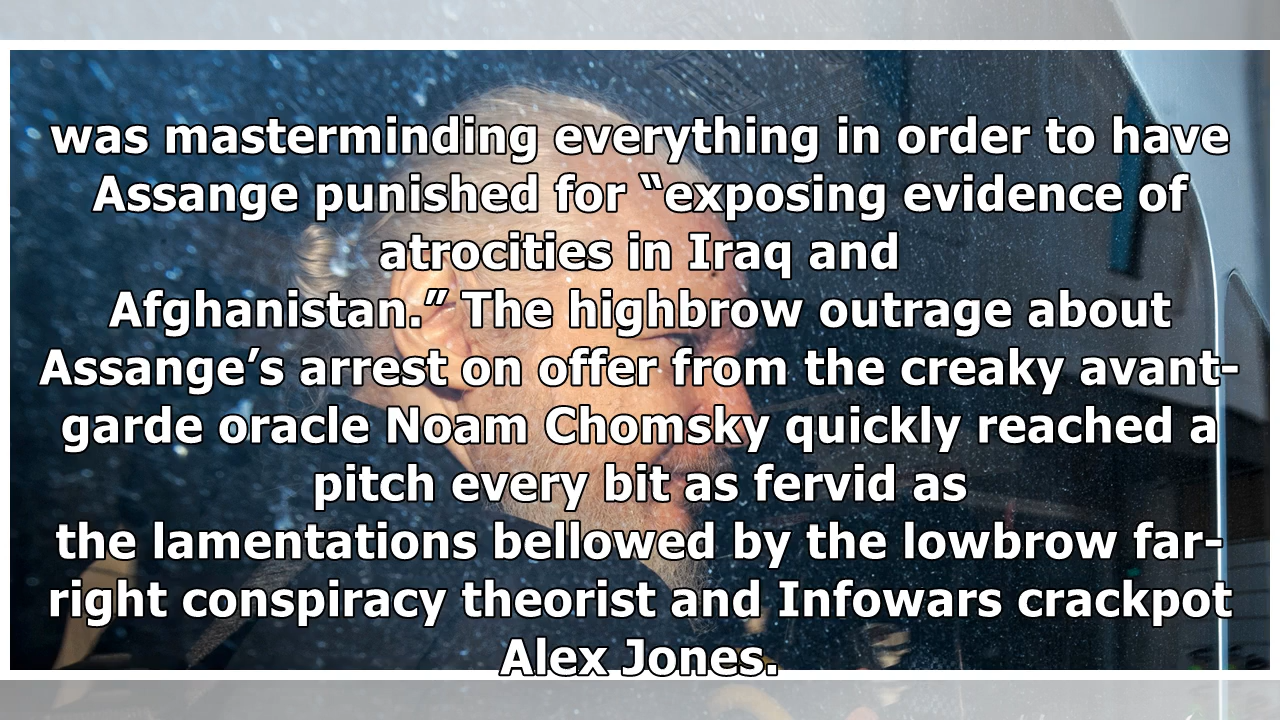 was masterminding everything in order to have
Assange punished for “exposing evidence of
atrocities in Iraq and
Afghanistan.” The highbrow outrage about
Assange’s arrest on offer from the creaky avant-
garde oracle Noam Chomsky quickly reached a
pitch every bit as fervid as
the lamentations bellowed by the lowbrow far-
right conspiracy theorist and Infowars crackpot
Alex Jones.